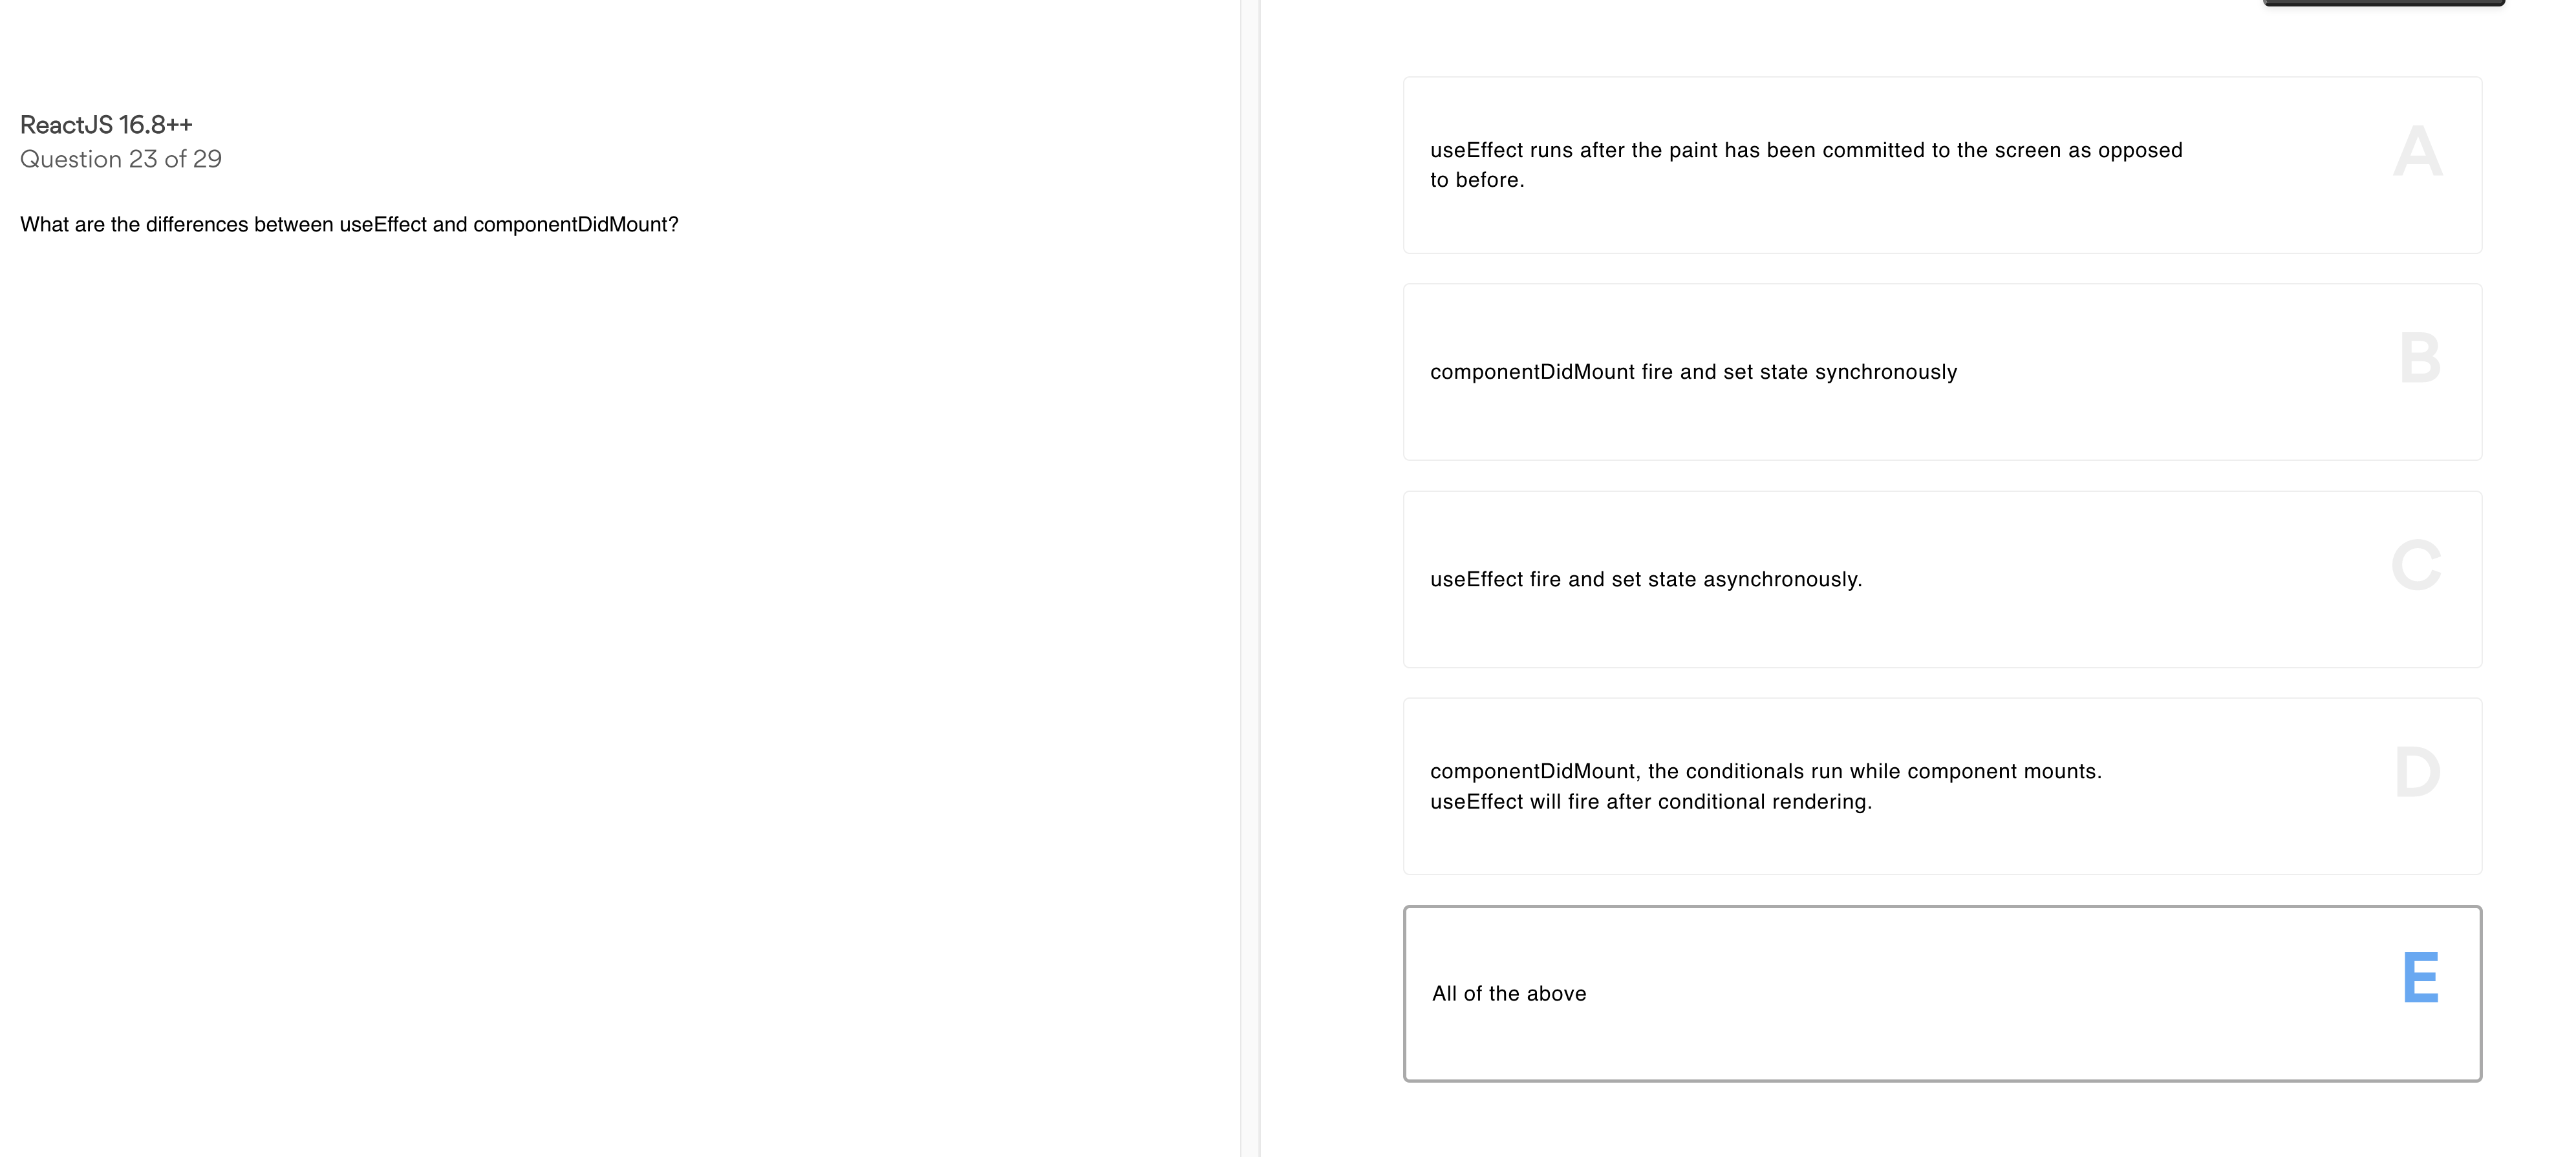 ReactJS 16.8++
Question 23 of 29
What are the differences between useEffect and componentDidMount?
useEffect runs after the paint has been committed to the screen as opposed
to before.
A
componentDidMount fire and set state synchronously
B
useEffect fire and set state asynchronously.
C
componentDidMount, the conditionals run while component mounts.
useEffect will fire after conditional rendering.
D
All of the above
E